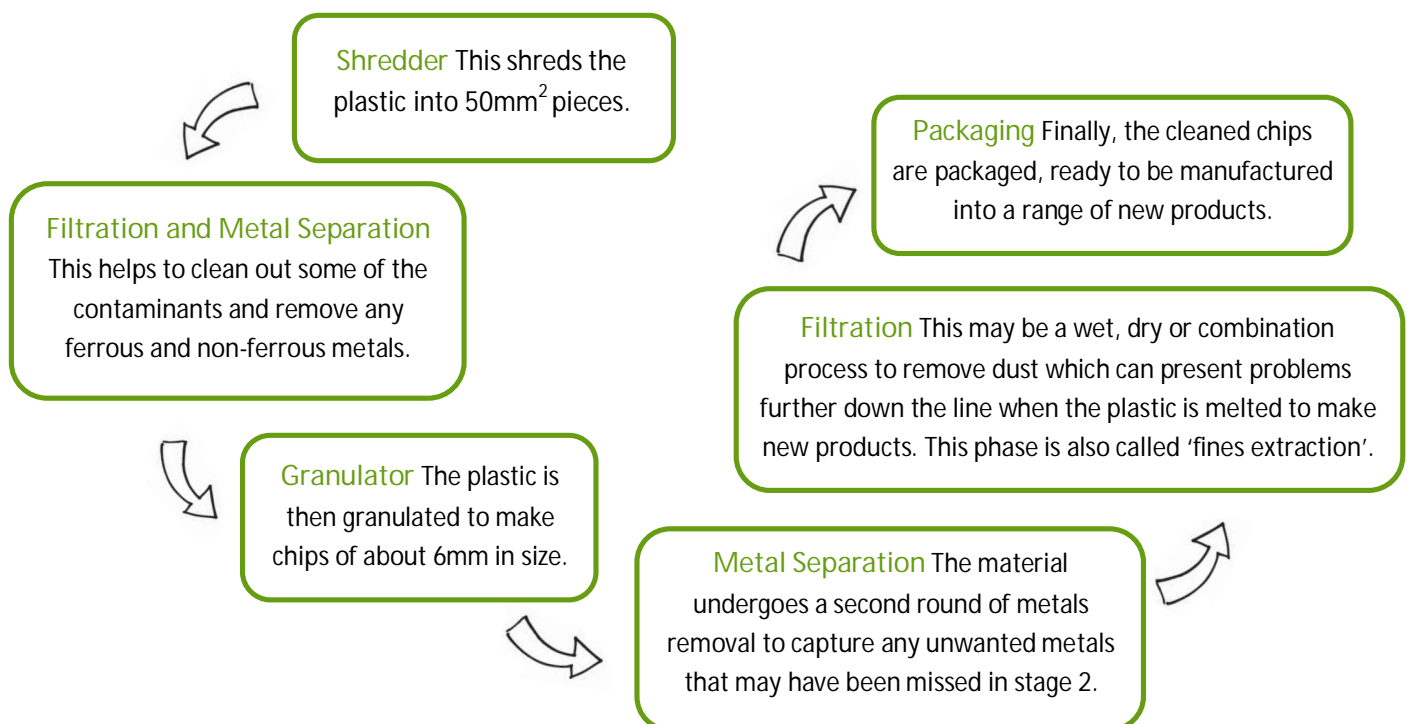 Shredder This shreds the
plastic into 50mm² pieces.
Filtration and Metal Separation
This helps to clean out some of the
contaminants and remove any
ferrous and non-ferrous metals.
Granulator The plastic is
then granulated to make
chips of about 6mm in size.
Metal Separation The material
undergoes a second round of metals
removal to capture any unwanted metals
that may have been missed in stage 2.
Filtration This may be a wet, dry or combination
process to remove dust which can present problems
further down the line when the plastic is melted to make
new products. This phase is also called ‘fines extraction’.
Packaging Finally, the cleaned chips
are packaged, ready to be manufactured
into a range of new products.